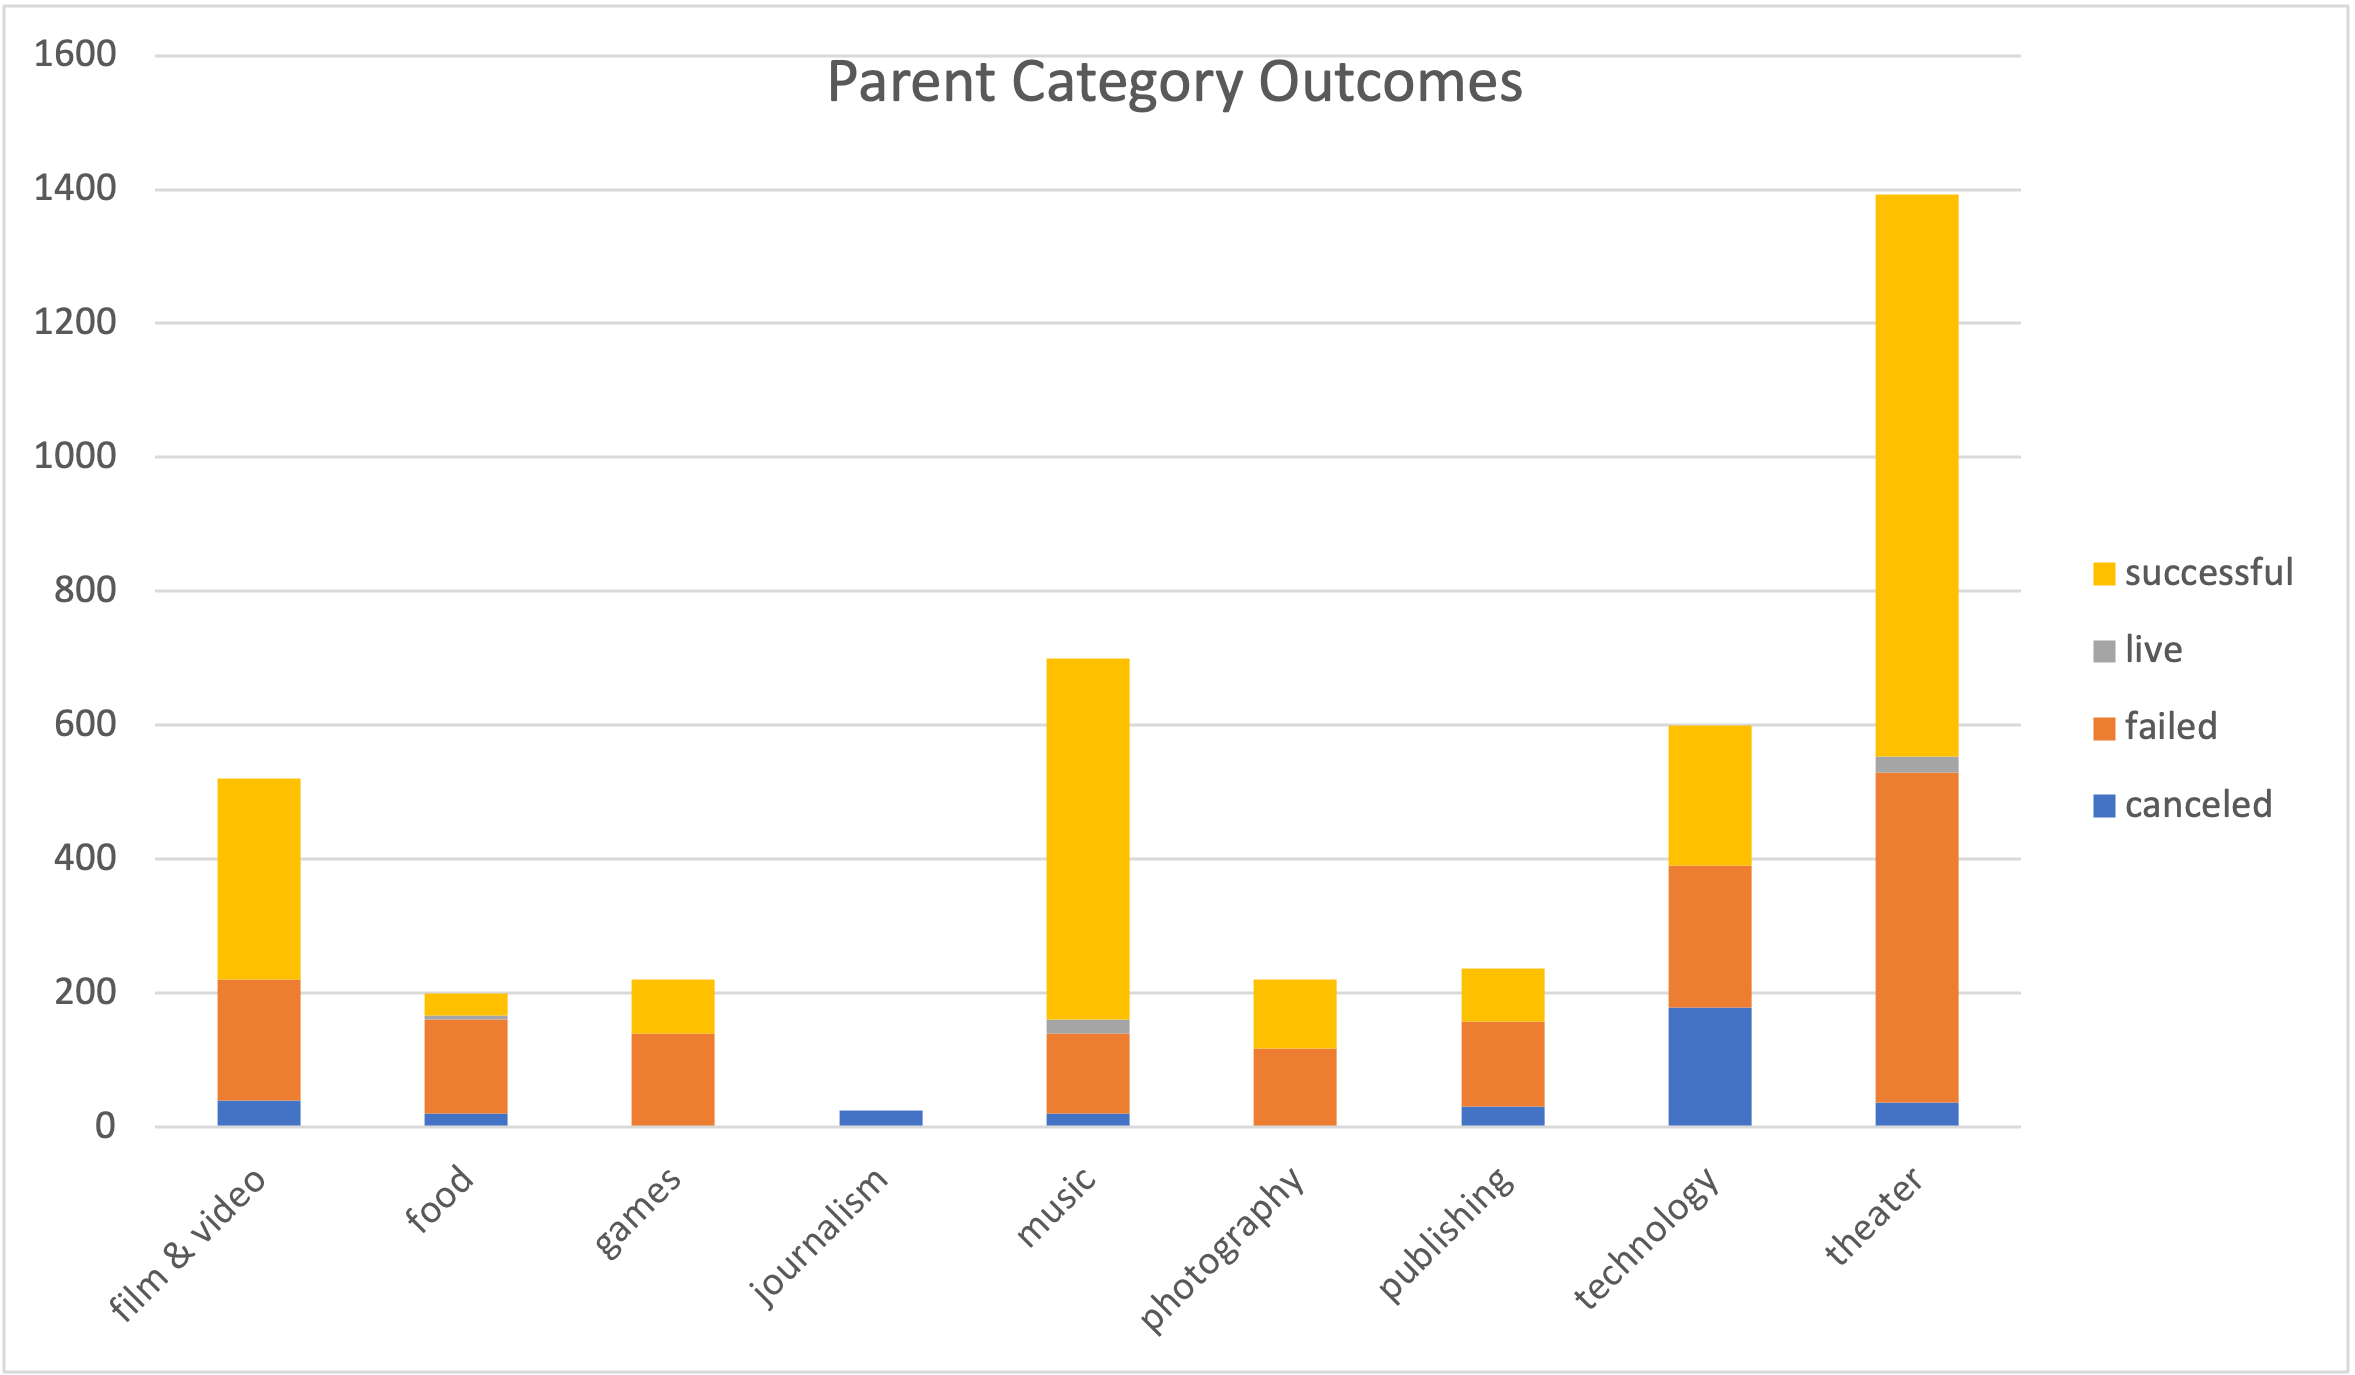 Parent Category Outcomes
1600
1400
1200
1000
800
600
400
200
0
film & video
food
games
journalism
music
photography
publishing
technology
theater
successful
live
failed
canceled